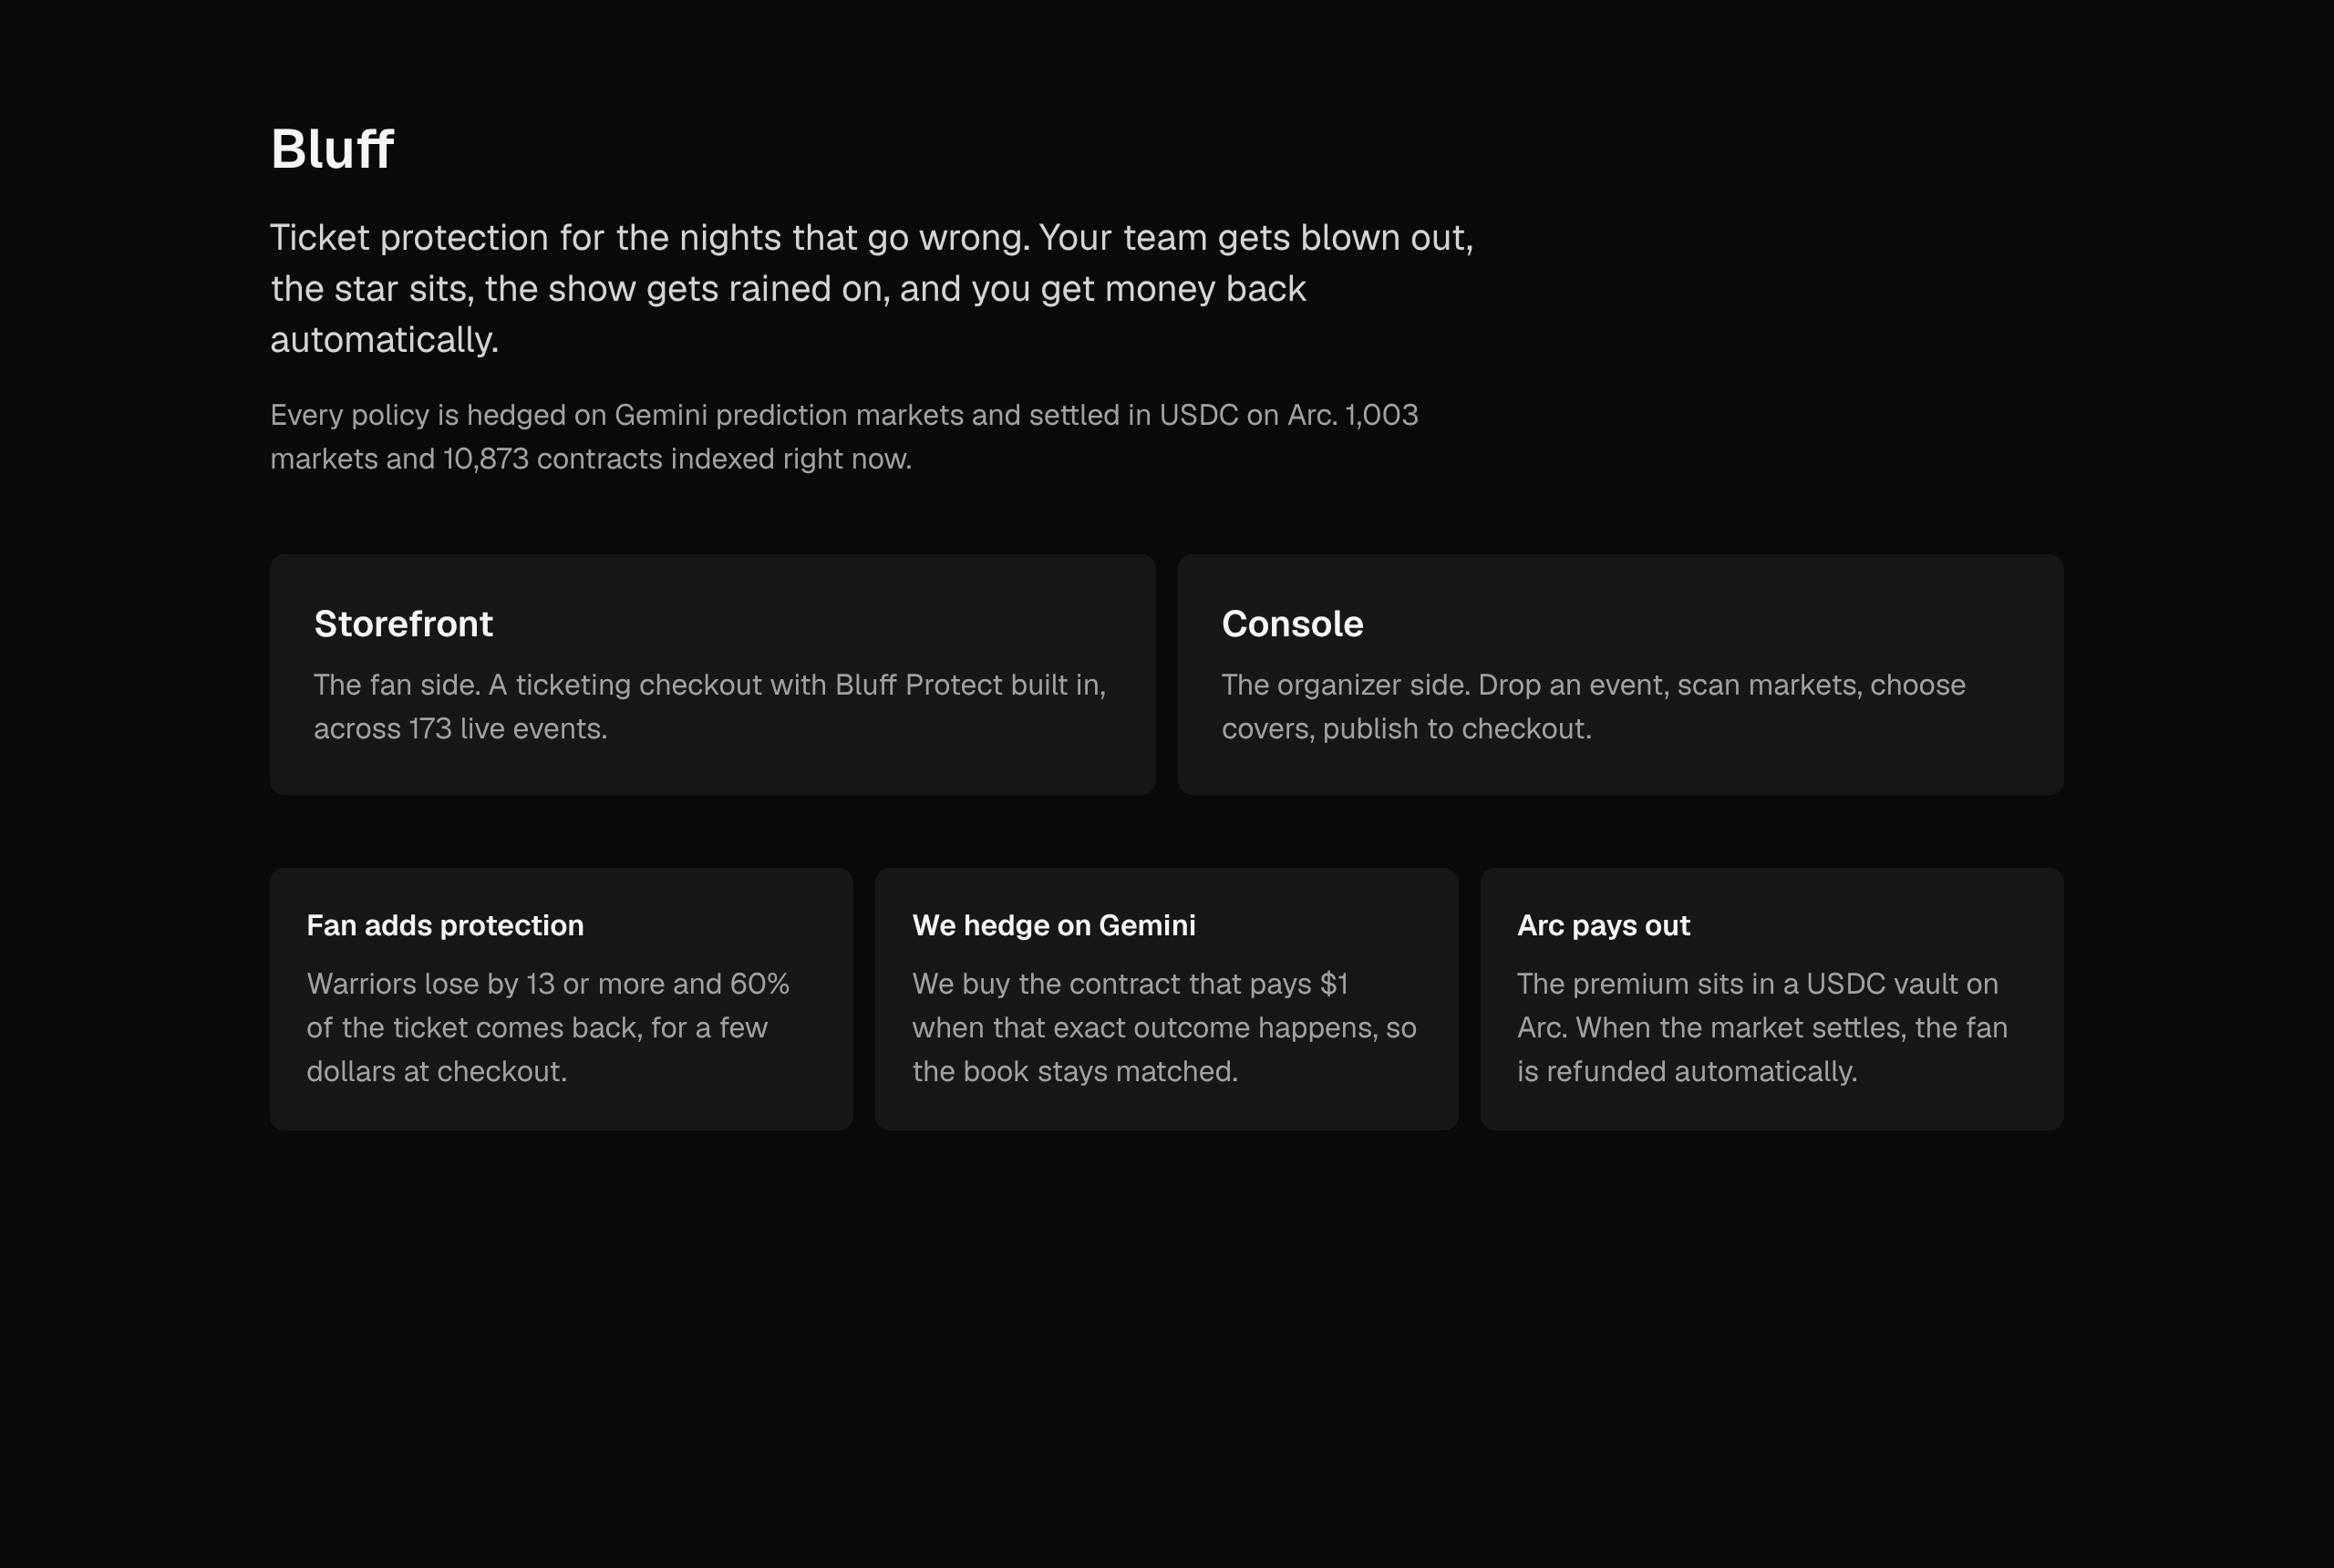 Bluff
Ticket protection for the nights that go wrong. Your team gets blown out,
the star sits, the show gets rained on, and you get money back
automatically.
Every policy is hedged on Gemini prediction markets and settled in USDC on Arc. 1,003
markets and 10,873 contracts indexed right now.
Storefront
The fan side. A ticketing checkout with Bluff Protect built in,
across 173 live events.
Console
The organizer side. Drop an event, scan markets, choose
covers, publish to checkout.
Fan adds protection
Warriors lose by 13 or more and 60%
of the ticket comes back, for a few
dollars at checkout.
We hedge on Gemini
We buy the contract that pays $1
when that exact outcome happens, so
the book stays matched.
Arc pays out
The premium sits in a USDC vault on
Arc. When the market settles, the fan
is refunded automatically.